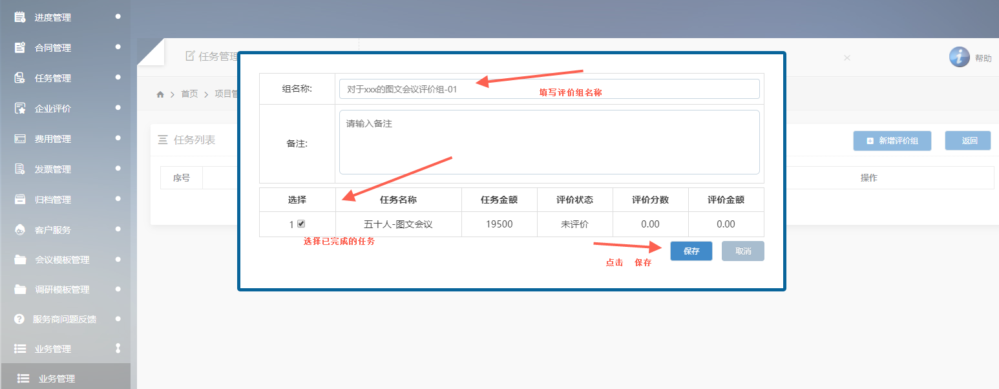 进度管理
合同管理
任务管理
企业评价
费用管理
发票管理
归档管理
客户服务
会议模板管理
调研模板管理
服务商问题反馈
业务管理
业务管理
任务管理
帮助
首页 项目管
任务列表
新增评价组 返回
序号 操作
组名称: 对于xxx的图文会议评价组-01
填写评价组名称
备注: 请输入备注
选择 任务名称 任务金额 评价状态 评价分数 评价金额
1 五十人-图文会议 19500 未评价 0.00 0.00
选择已完成的任务
保存 取消
点击 保存